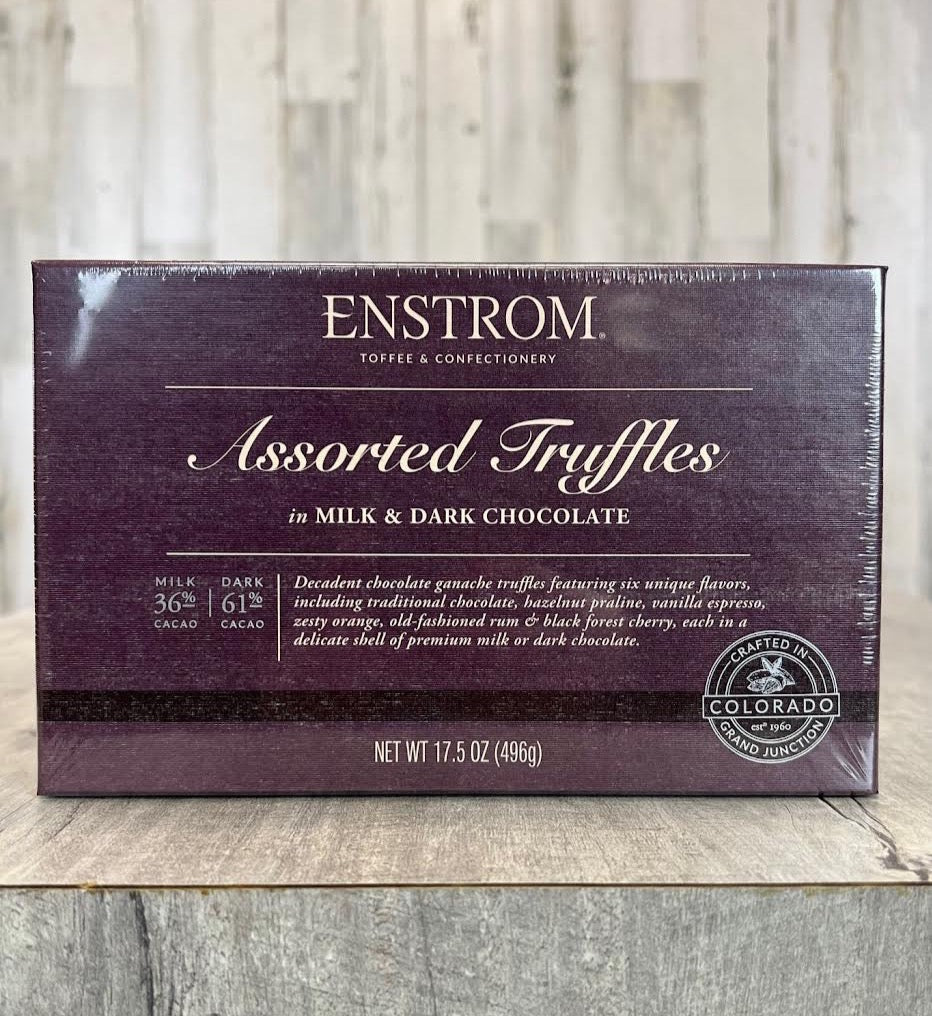 ENSTROM®
TOFFEE & CONFECTIONERY
Assorted Truffles
in MILK & DARK CHOCOLATE
MILK
36%
CACAO
DARK
61%
CACAO
Decadent chocolate ganache truffles featuring six unique flavors,
including traditional chocolate, hazelnut praline, vanilla espresso,
zesty orange, old-fashioned rum & black forest cherry, each in a
delicate shell of premium milk or dark chocolate.
CRAFTED IN
COLORADO
estᴰ 1960
GRAND JUNCTION
NET WT 17.5 OZ (496g)